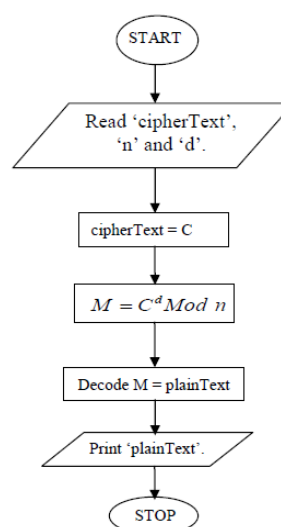 START
Read ‘cipherText’,
‘n’ and ‘d’.
cipherText = C
M = C^d Mod n
Decode M = plainText
Print ‘plainText’.
STOP